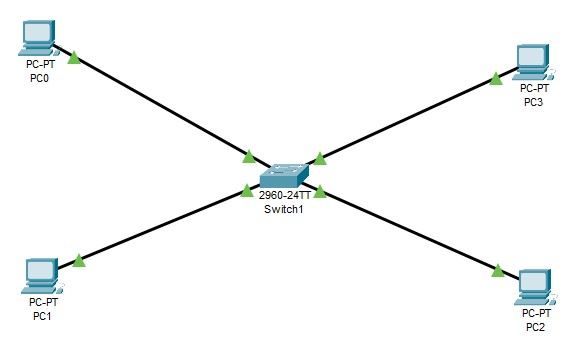 PC-PT
PC0
PC-PT
PC3
2960-24TT
Switch1
PC-PT
PC1
PC-PT
PC2